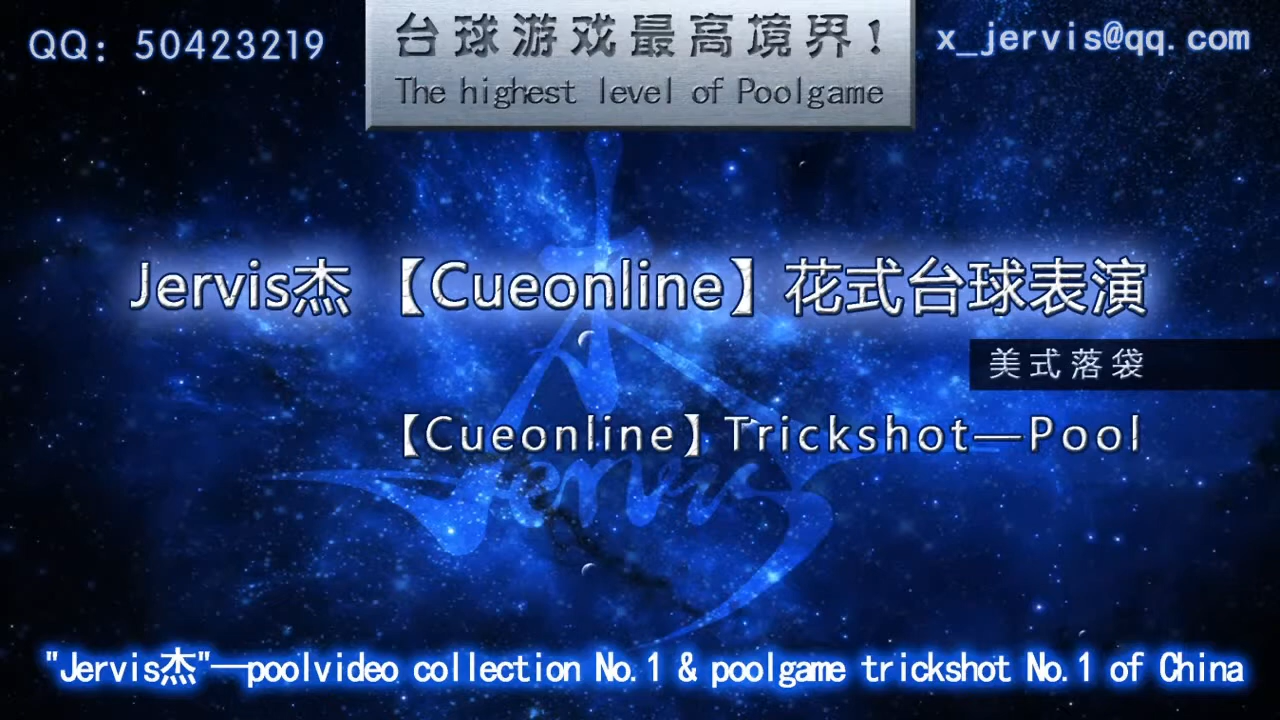 QQ：50423219
台球游戏最高境界！
The highest level of Poolgame
x_jervis@qq.com
Jervis杰 【Cueonline】花式台球表演
美式落袋
【Cueonline】Trickshot—Pool
Jervis
"Jervis杰"—poolvideo collection No.1 & poolgame trickshot No.1 of China